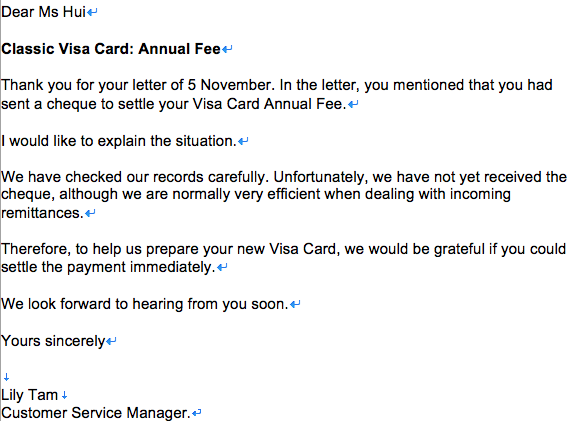 Dear Ms Hui
Classic Visa Card: Annual Fee
Thank you for your letter of 5 November. In the letter, you mentioned that you had
sent a cheque to settle your Visa Card Annual Fee.
I would like to explain the situation.
We have checked our records carefully. Unfortunately, we have not yet received the
cheque, although we are normally very efficient when dealing with incoming
remittances.
Therefore, to help us prepare your new Visa Card, we would be grateful if you could
settle the payment immediately.
We look forward to hearing from you soon.
Yours sincerely
Lily Tam
Customer Service Manager.